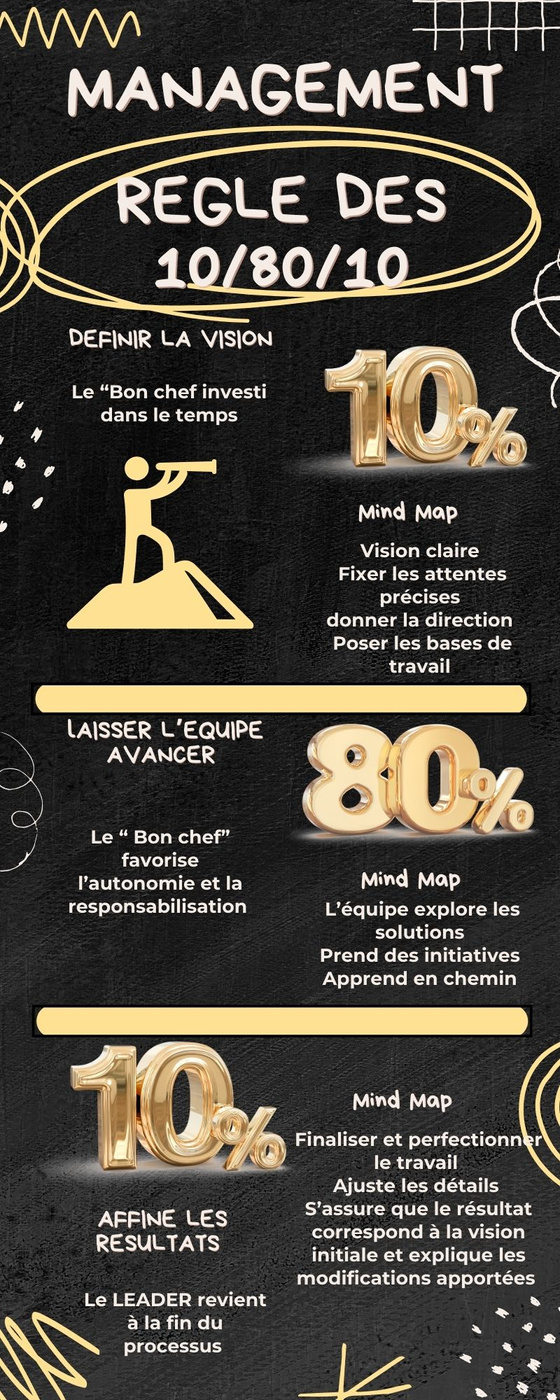 MANAGEMENT
REGLE DES
10/80/10
DEFINIR LA VISION
Le “Bon chef investi
dans le temps
10%
Mind Map
Vision claire
Fixer les attentes
précises
donner la direction
Poser les bases de
travail
lAISSER L'EQUIPE
AVANCER
80%
Le “ Bon chef”
favorise
l’autonomie et la
responsabilisation
Mind Map
L’équipe explore les
solutions
Prend des initiatives
Apprend en chemin
10%
AFFINE LES
RESULTATS
Le LEADER revient
à la fin du
processus
Mind Map
Finaliser et perfectionner
le travail
Ajuste les détails
S’assure que le résultat
correspond à la vision
initiale et explique les
modifications apportées